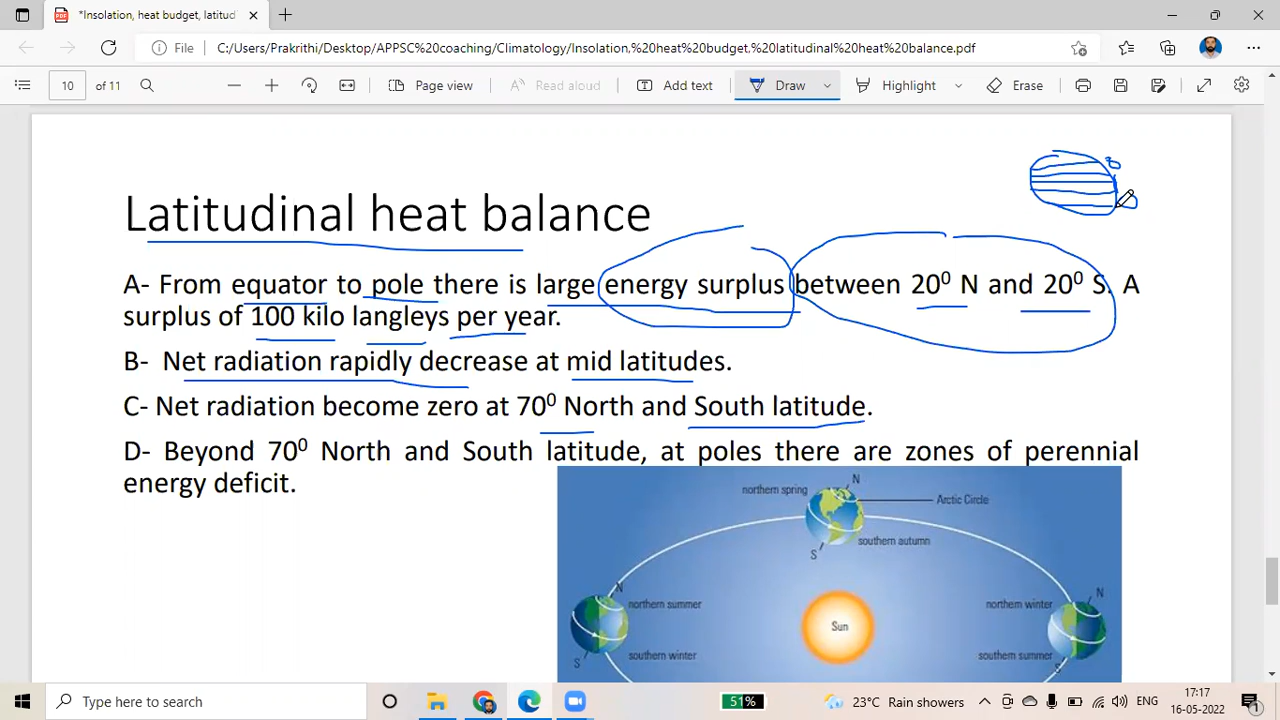 *Insolation, heat budget, latitud
File C:/Users/Prakrithi/Desktop/APPSC%20coaching/Climatology/Insolation,%20heat%20budget,%20latitudinal%20heat%20balance.pdf
10 of 11 Page view Read aloud Add text Draw Highlight Erase
Latitudinal heat balance
A- From equator to pole there is large energy surplus between 20⁰ N and 20⁰ S. A
surplus of 100 kilo langleys per year.
B- Net radiation rapidly decrease at mid latitudes.
C- Net radiation become zero at 70⁰ North and South latitude.
D- Beyond 70⁰ North and South latitude, at poles there are zones of perennial
energy deficit.
northern spring N Arctic Circle
S southern autumn
N northern summer
S southern winter
Sun
northern winter N
southern summer S
Type here to search
51%
23°C Rain showers
17:17
16-05-2022